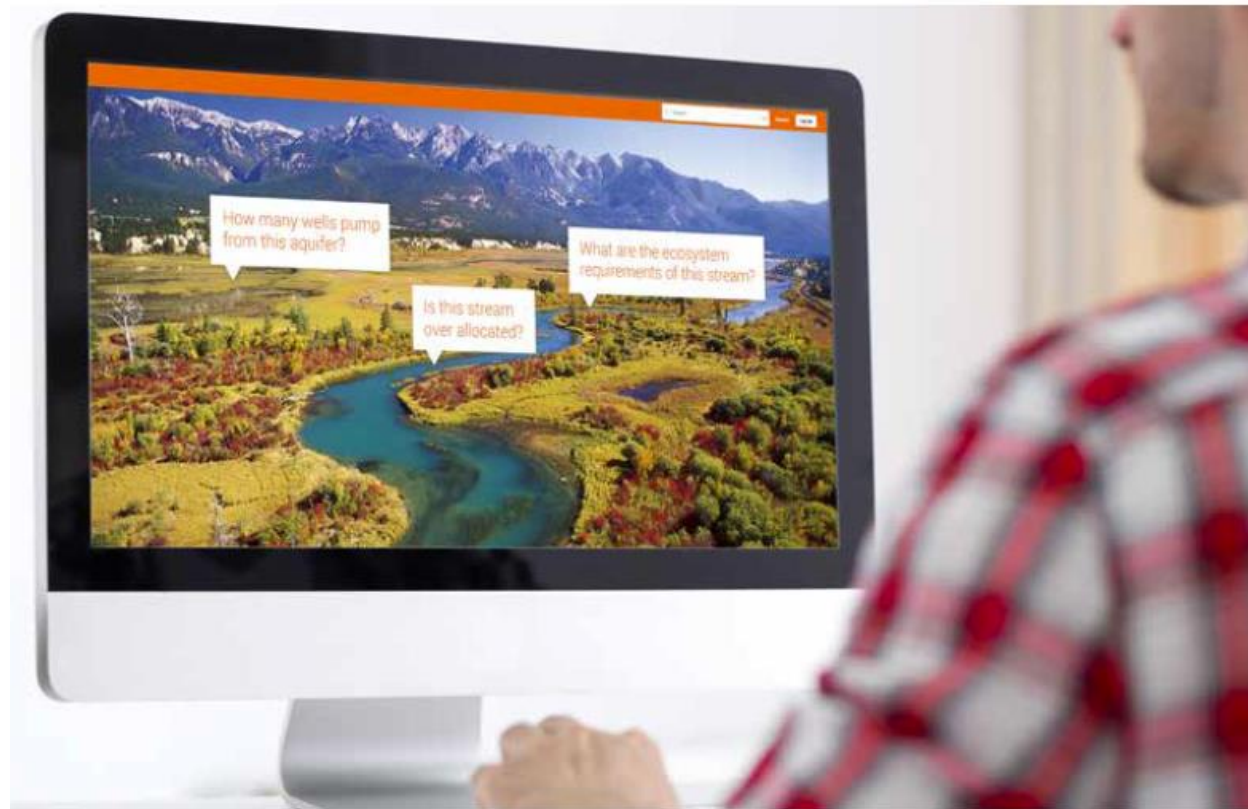 How many wells pump
from this aquifer?
What are the ecosystem
requirements of this stream?
Is this stream
over allocated?